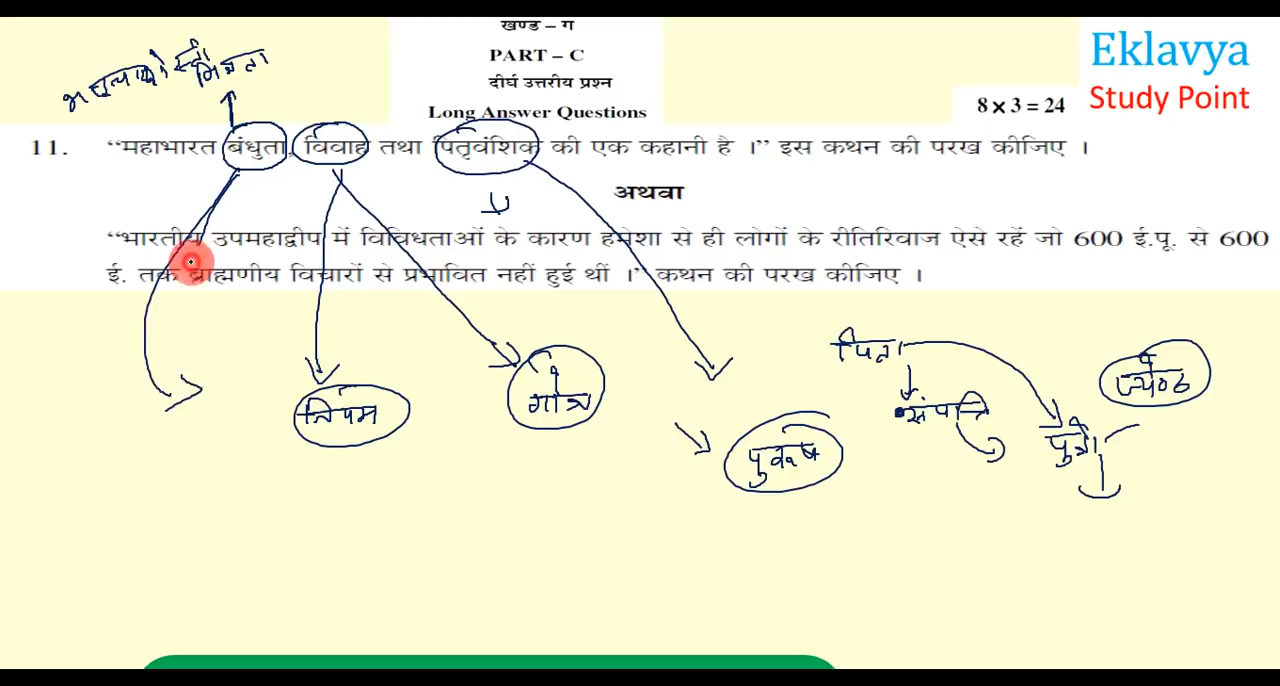 खण्ड – ग
PART – C
दीर्घ उत्तरीय प्रश्न
Long Answer Questions
8 × 3 = 24
Eklavya
Study Point
मित्रता
11. “महाभारत बंधुता, विवाह तथा पितृवंशिक की एक कहानी है ।” इस कथन की परख कीजिए ।
अथवा
“भारतीय उपमहाद्वीप में विविधताओं के कारण हमेशा से ही लोगों के रीतिरिवाज ऐसे रहें जो 600 ई.पू. से 600
ई. तक ब्राह्मणीय विचारों से प्रभावित नहीं हुई थीं ।” कथन की परख कीजिए ।
नियम
गोत्र
पुरुष
पिता
संपत्ति
पुत्रो
ज्येष्ठ